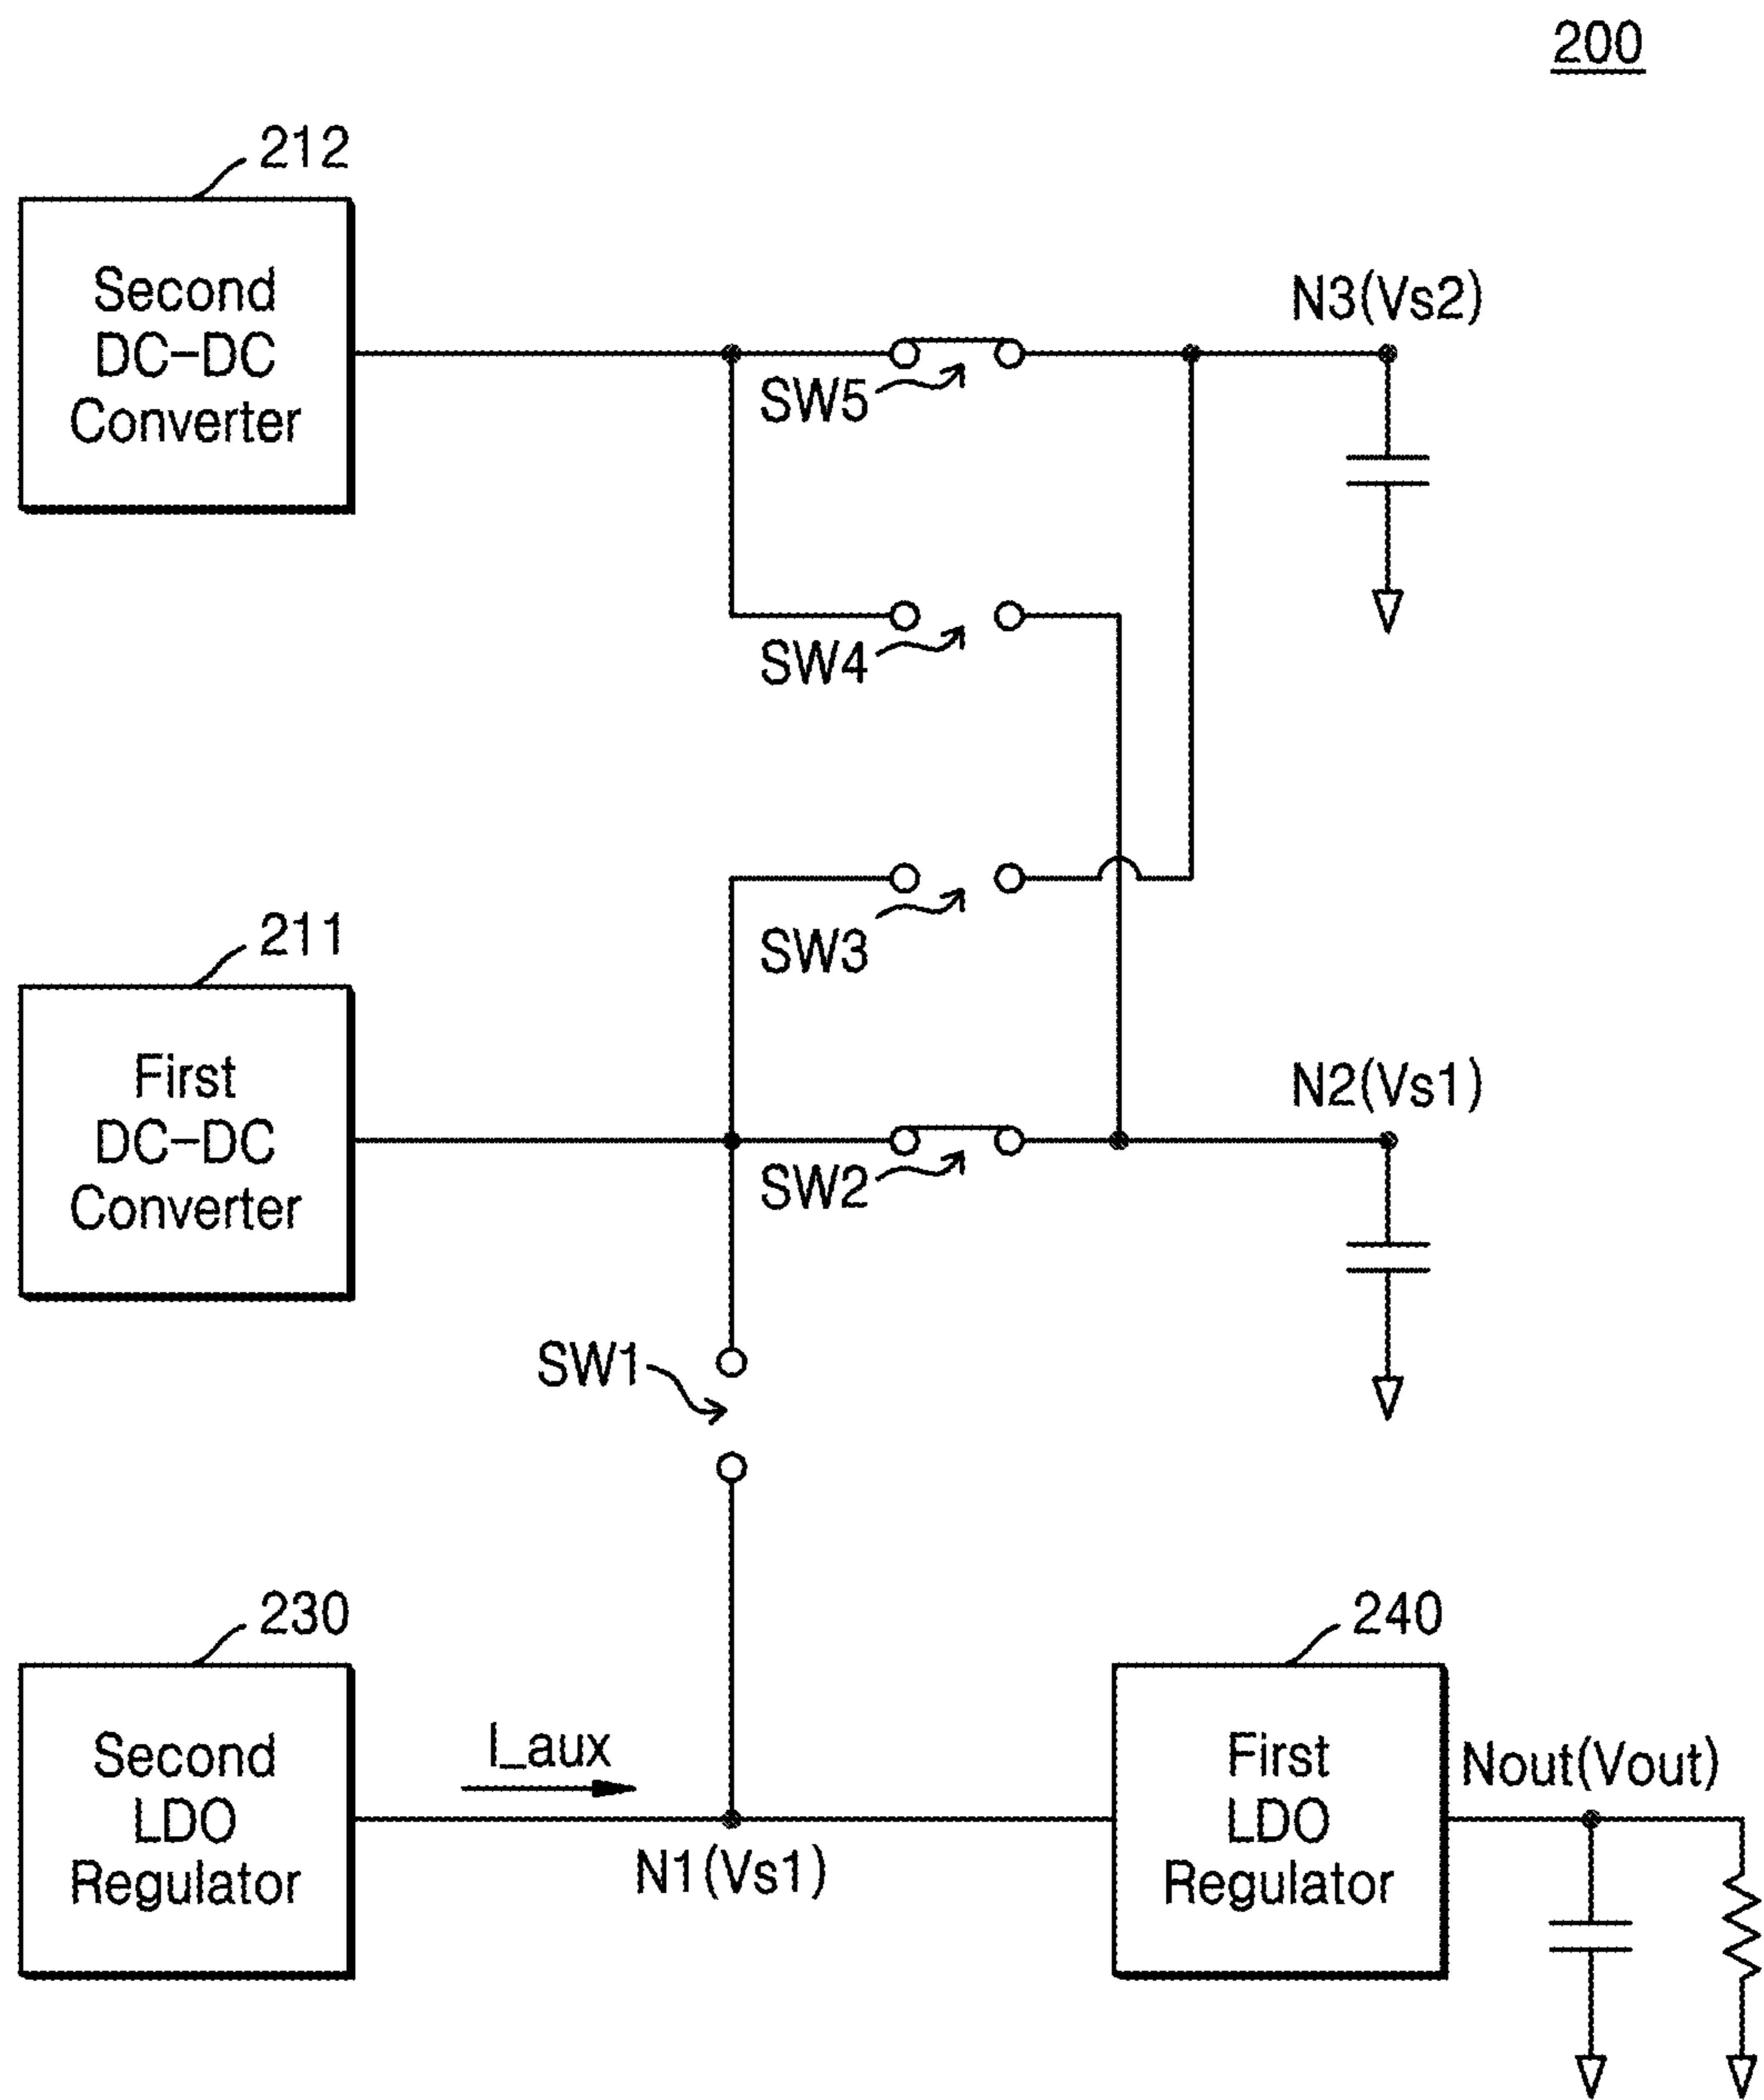 200
212
Second
DC-DC
Converter
N3(Vs2)
SW5
SW4
SW3
211
First
DC-DC
Converter
N2(Vs1)
SW2
SW1
230
240
Second
LDO
Regulator
I_aux
N1(Vs1)
First
LDO
Regulator
Nout(Vout)